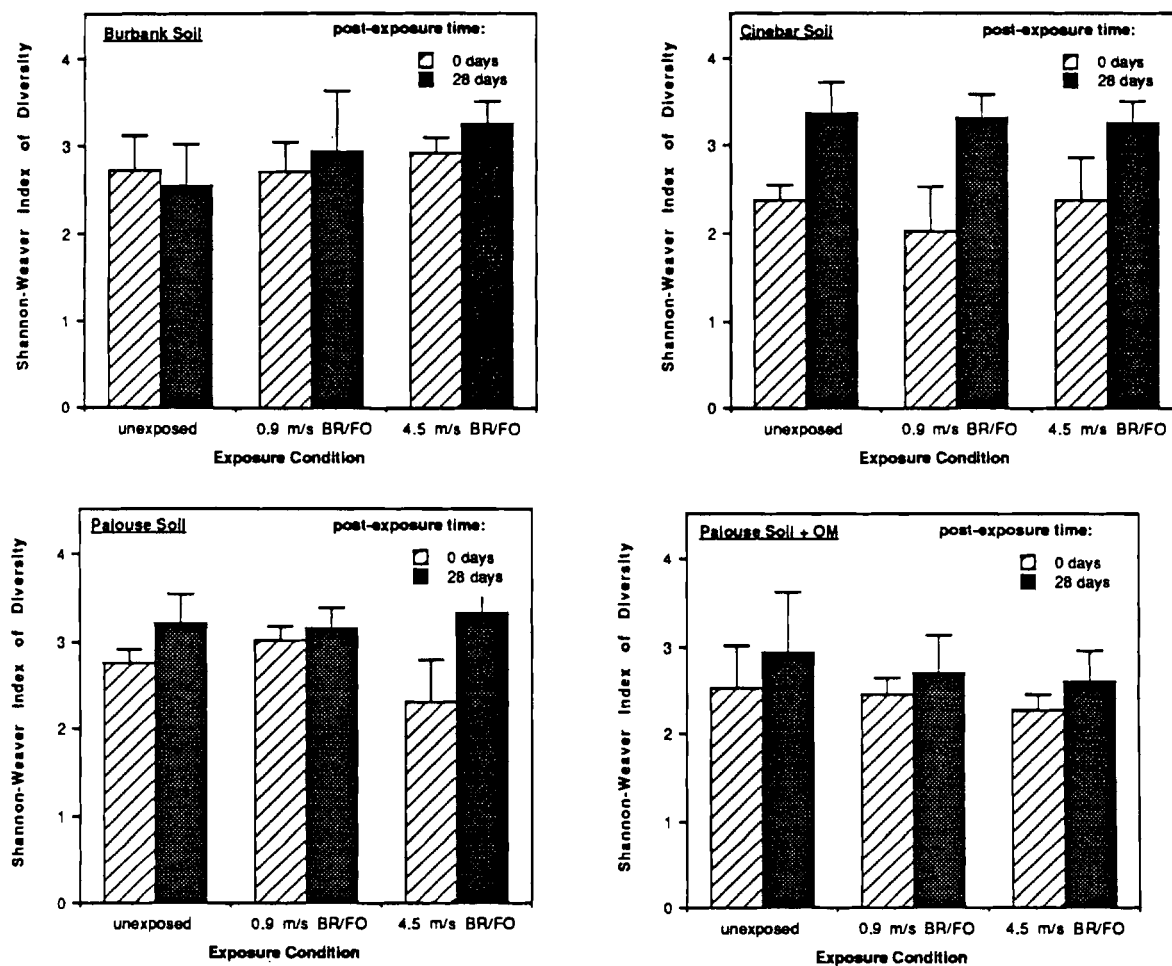 Burbank Soil
post-exposure time:
0 days
28 days
Shannon-Weaver Index of Diversity
4
3
2
1
0
unexposed
0.9 m/s BR/FO
4.5 m/s BR/FO
Exposure Condition
Cinebar Soil
post-exposure time:
0 days
28 days
Shannon-Weaver Index of Diversity
4
3
2
1
0
unexposed
0.9 m/s BR/FO
4.5 m/s BR/FO
Exposure Condition
Palouse Soil
post-exposure time:
0 days
28 days
Shannon-Weaver Index of Diversity
4
3
2
1
0
unexposed
0.9 m/s BR/FO
4.5 m/s BR/FO
Exposure Condition
Palouse Soil + OM
post-exposure time:
0 days
28 days
Shannon-Weaver Index of Diversity
4
3
2
1
0
unexposed
0.9 m/s BR/FO
4.5 m/s BR/FO
Exposure Condition